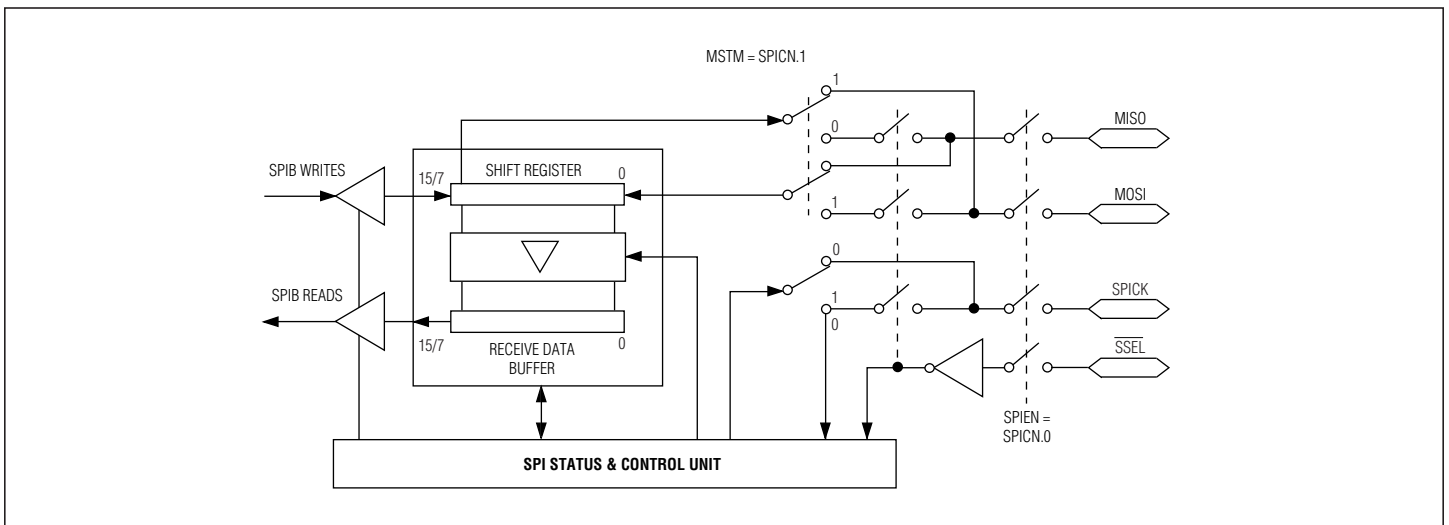 MSTM = SPICN.1
1
MISO
0
SPIB WRITES
15/7
SHIFT REGISTER
0
1
MOSI
0
SPIB READS
SPICK
1
0
15/7
RECEIVE DATA
BUFFER
0
SSEL
SPIEN =
SPICN.0
SPI STATUS & CONTROL UNIT